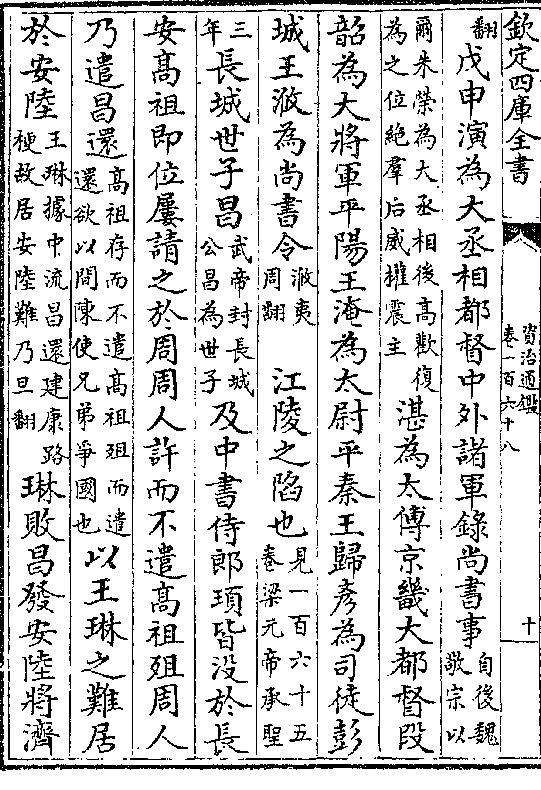 欽定四庫全書
資治通鑑
卷一百六十八
十
翻戊申演為大丞相都督中外諸軍錄尚書事自後魏敬宗以
爾朱榮為大丞相後高歡復為之位絶羣后威權震主湛為太傅京畿大都督段
韶為大將軍平陽王淹為太尉平秦王歸彥為司徒彭
城王浟為尚書令浟夷周翻江陵之陷也見一百六十五卷梁元帝承聖
三年長城世子昌武帝封長城公昌為世子及中書侍郎頊皆没於長
安髙祖即位屢請之於周周人許而不遣髙祖殂周人
乃遣昌還髙祖存而不遣髙祖殂而遣還欲以間陳使兄弟爭國也以王琳之難居
於安陸王琳據中流昌還建康路梗故居安陸難乃旦翻琳敗昌發安陸將濟